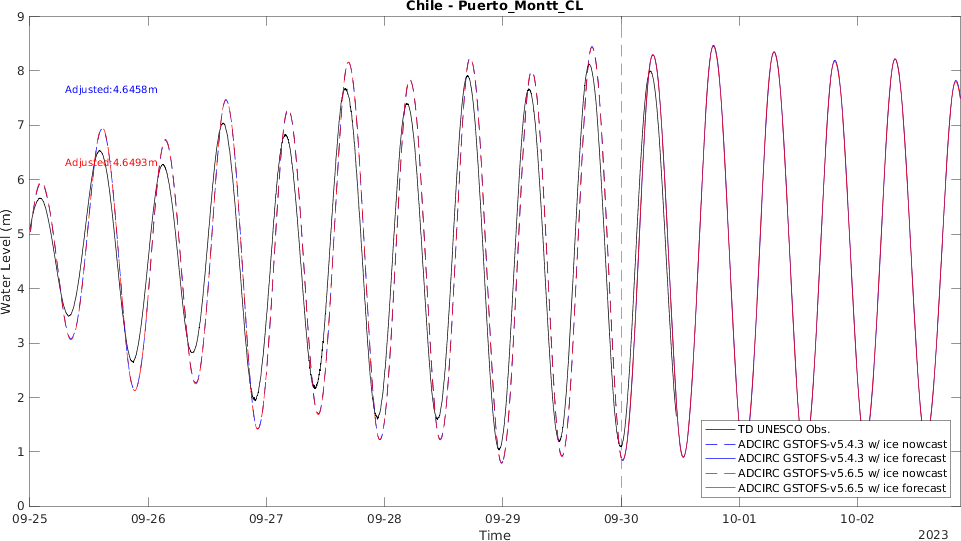 Chile - Puerto_Montt_CL
9
8
7
6
5
4
3
2
1
0
Water Level (m)
Adjusted:4.6458m
Adjusted:4.6493m
TD UNESCO Obs.
ADCIRC GSTOFS-v5.4.3 w/ ice nowcast
ADCIRC GSTOFS-v5.4.3 w/ ice forecast
ADCIRC GSTOFS-v5.6.5 w/ ice nowcast
ADCIRC GSTOFS-v5.6.5 w/ ice forecast
09-25 09-26 09-27 09-28 09-29 09-30 10-01 10-02
Time
2023